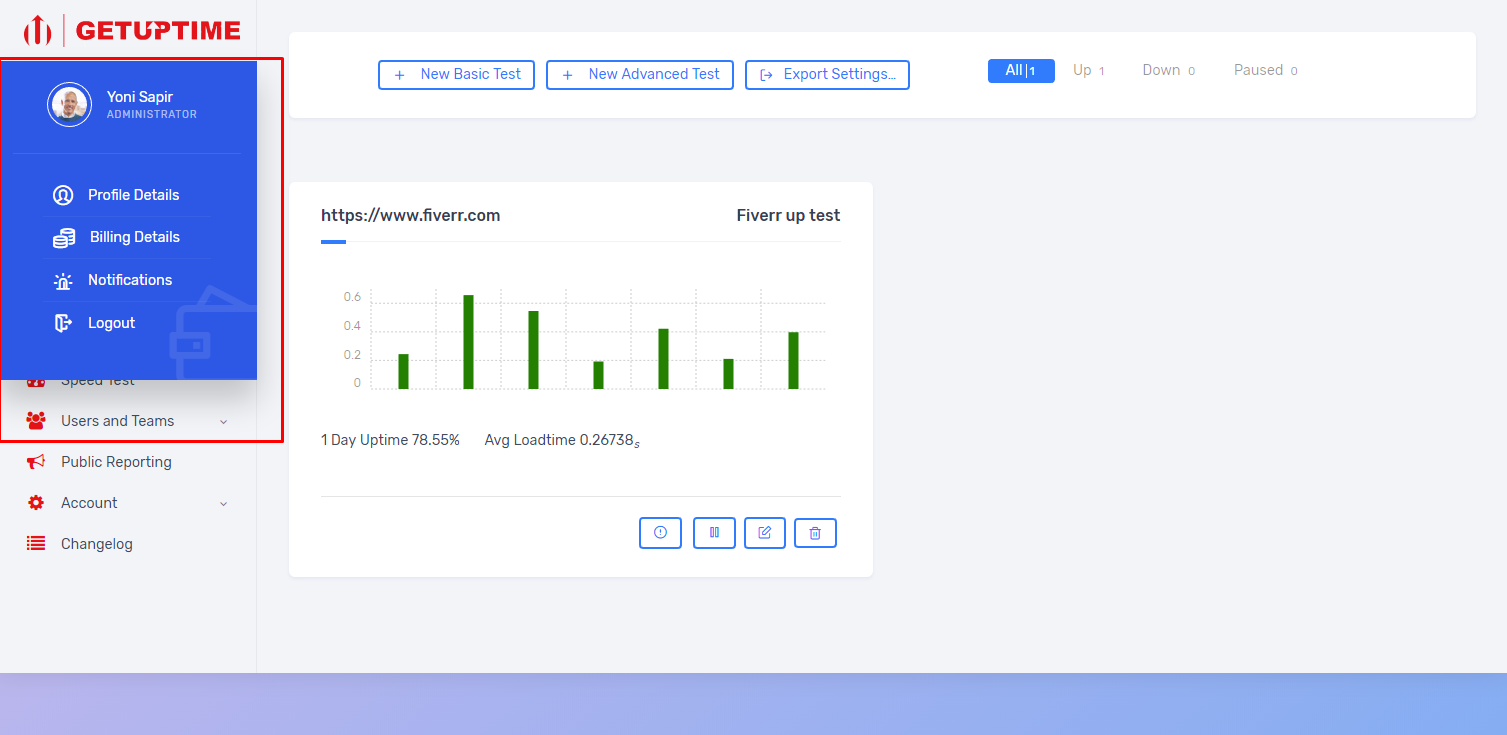 GETUPTIME
Yoni Sapir
ADMINISTRATOR
Profile Details
Billing Details
Notifications
Logout
Speed Test
Users and Teams
Public Reporting
Account
Changelog
+ New Basic Test
+ New Advanced Test
Export Settings...
All|1
Up 1
Down 0
Paused 0
https://www.fiverr.com
Fiverr up test
0.6
0.4
0.2
0
1 Day Uptime 78.55%
Avg Loadtime 0.26738s